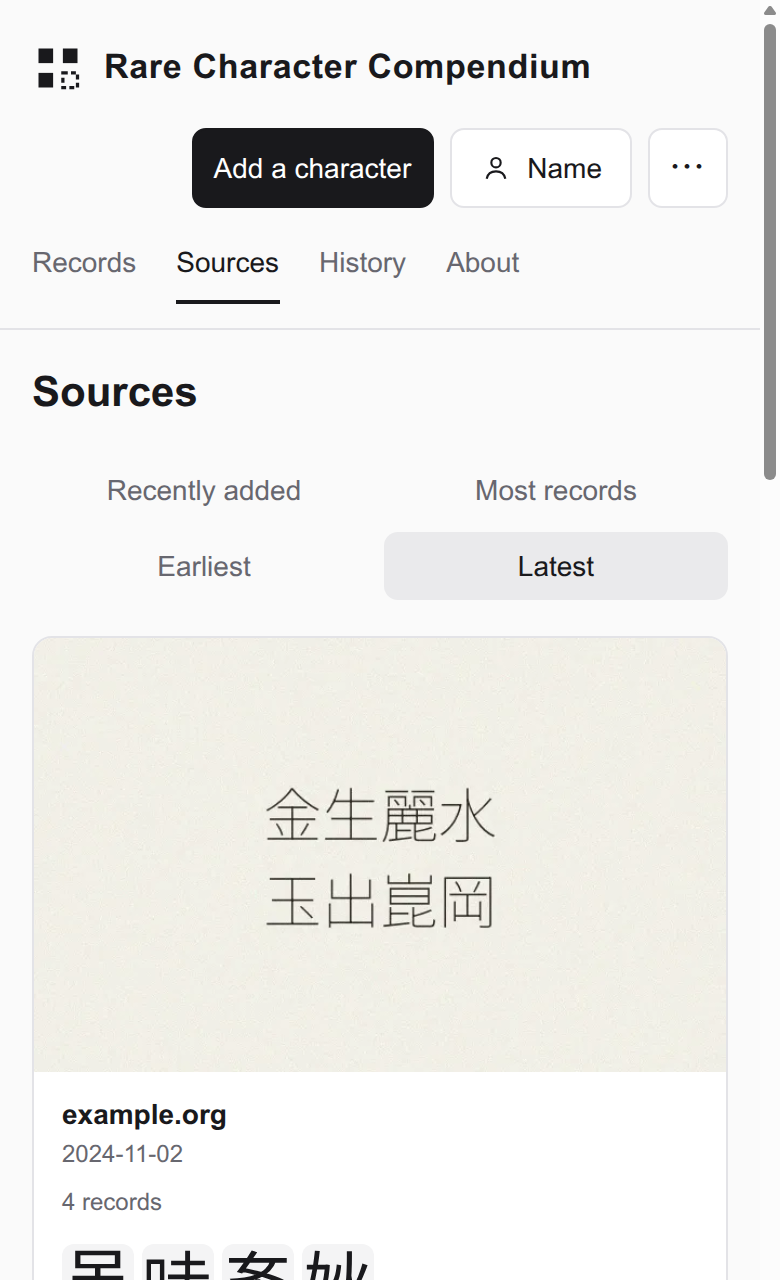 Rare Character Compendium
Add a character
Name
Records Sources History About
Sources
Recently added Most records
Earliest Latest
金生麗水
玉出崑岡
example.org
2024-11-02
4 records